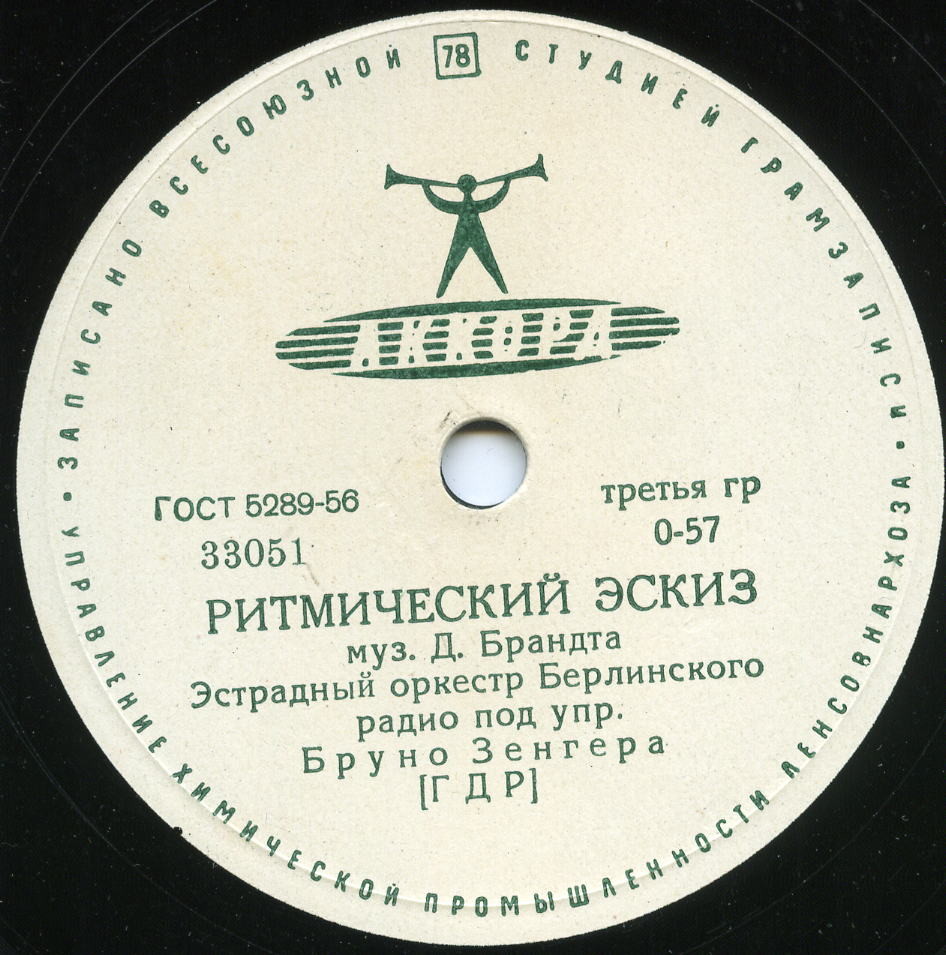 ЗАПИСАНО ВСЕСОЮЗНОЙ 78 СТУДИЕЙ ГРАМЗАПИСИ
АККОРД
ГОСТ 5289-56
третья гр
33051
0-57
РИТМИЧЕСКИЙ ЭСКИЗ
муз. Д. Брандта
Эстрадный оркестр Берлинского
радио под упр.
Бруно Зенгера
[ГДР]
• УПРАВЛЕНИЕ ХИМИЧЕСКОЙ ПРОМЫШЛЕННОСТИ ЛЕНСОВНАРХОЗА •